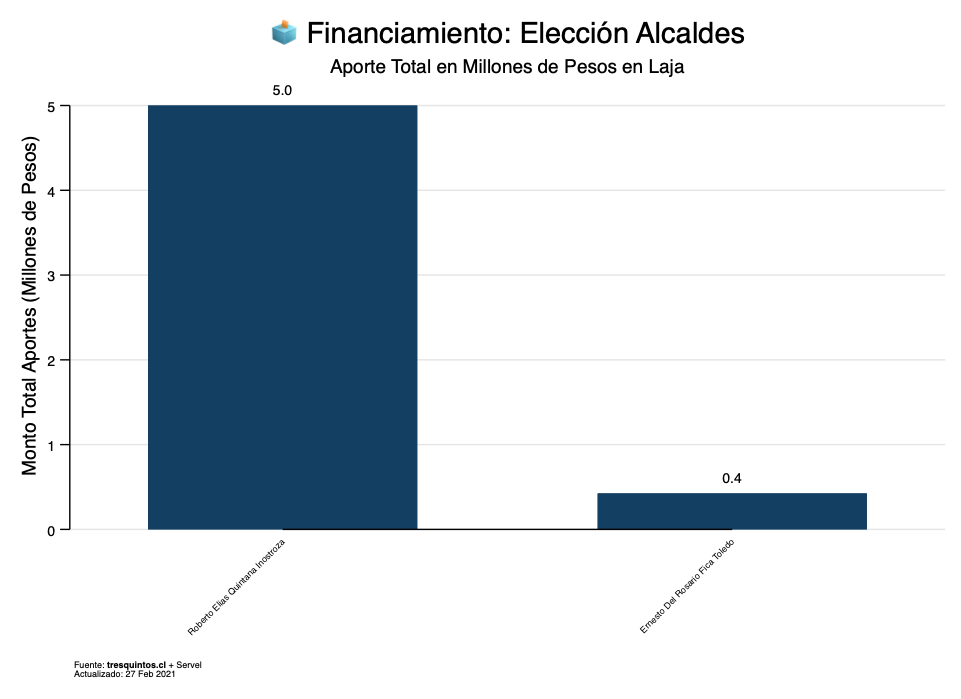 🗳️ Financiamiento: Elección Alcaldes
Aporte Total en Millones de Pesos en Laja
Monto Total Aportes (Millones de Pesos)
5
4
3
2
1
0
5.0
0.4
Roberto Elias Quintana Inostroza
Ernesto Del Rosario Fica Toledo
Fuente: tresquintos.cl + Servel
Actualizado: 27 Feb 2021